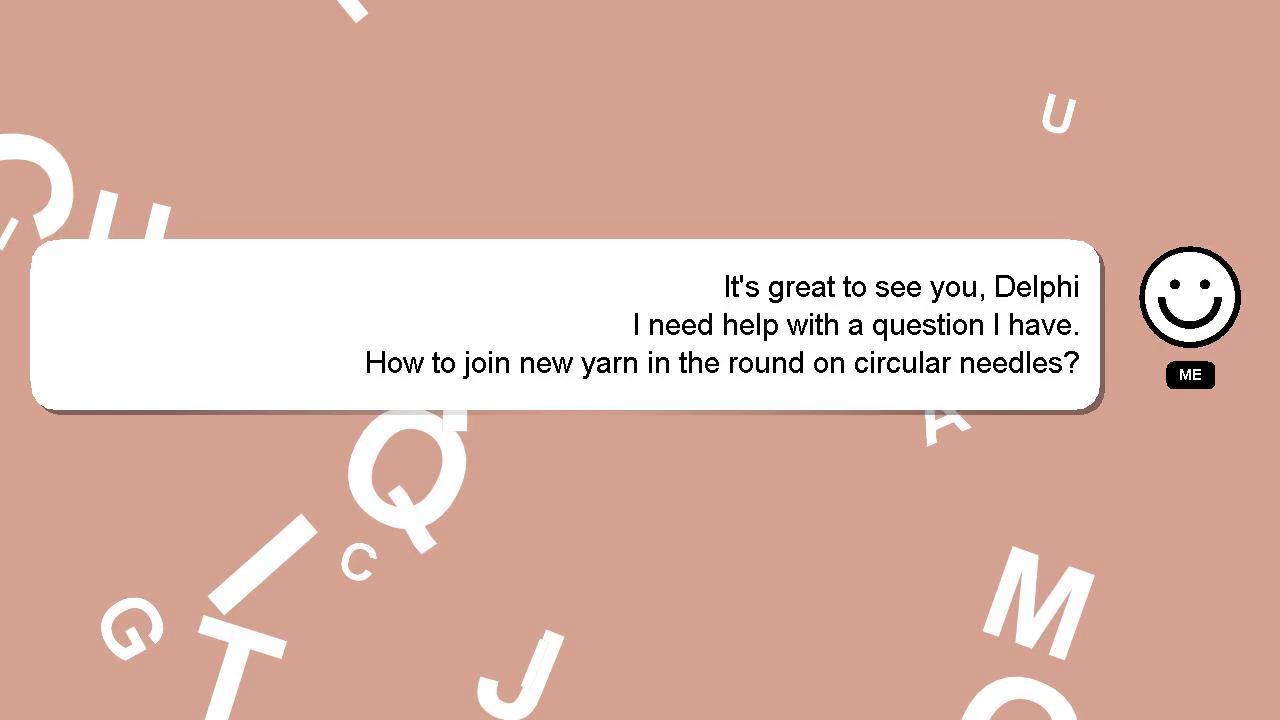 U
U
It's great to see you, Delphi
I need help with a question I have.
How to join new yarn in the round on circular needles?
ME
A
Q
I
C
M
G
T
J